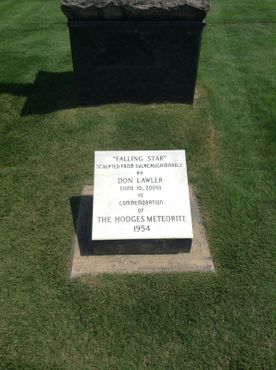 "FALLING STAR"
SCULPTED FROM SYLACAUGA MARBLE
BY
DON LAWLER
(JUNE 10, 2009)
IN
COMMEMORATION
OF
THE HODGES METEORITE
1954